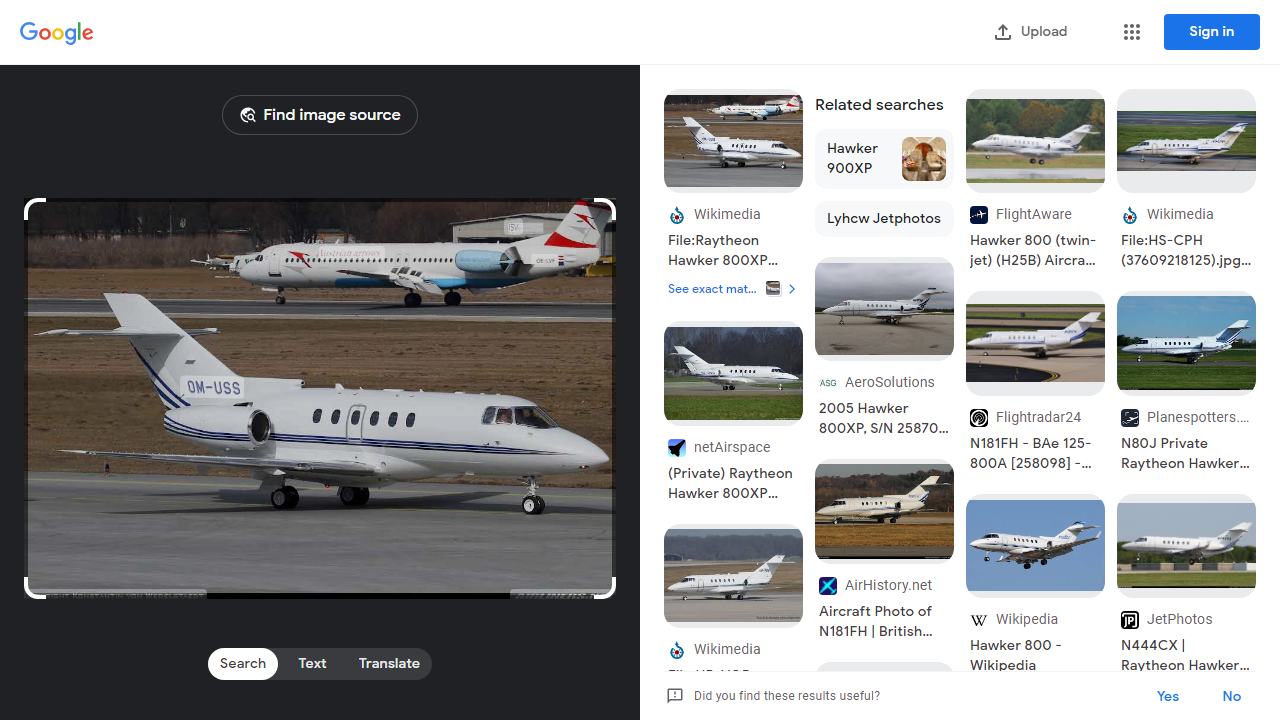 Google
Upload
Sign in
Find image source
Austrian arrows
OE-LVF
OM-USS
Search
Text
Translate
Wikimedia
File:Raytheon
Hawker 800XP…
See exact mat…
netAirspace
(Private) Raytheon
Hawker 800XP…
Wikimedia
Related searches
Hawker
900XP
Lyhcw Jetphotos
ASG
AeroSolutions
2005 Hawker
800XP, S/N 25870…
AirHistory.net
Aircraft Photo of
N181FH | British…
FlightAware
Hawker 800 (twin-
jet) (H25B) Aircra…
Flightradar24
N181FH - BAe 125-
800A [258098] -…
W
Wikipedia
Hawker 800 -
Wikipedia
Wikimedia
File:HS-CPH
(37609218125).jpg…
Planespotters.…
N80J Private
Raytheon Hawker…
JP
JetPhotos
N444CX |
Raytheon Hawker…
Did you find these results useful?
Yes
No